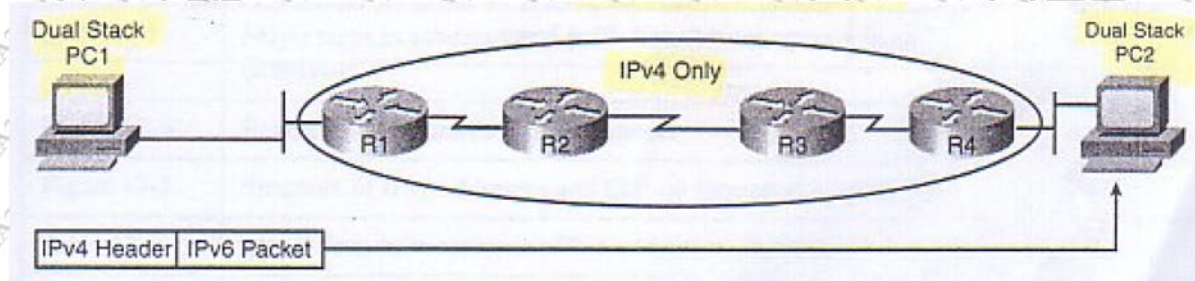 Dual Stack
PC1
Dual Stack
PC2
IPv4 Only
R1
R2
R3
R4
IPv4 Header
IPv6 Packet